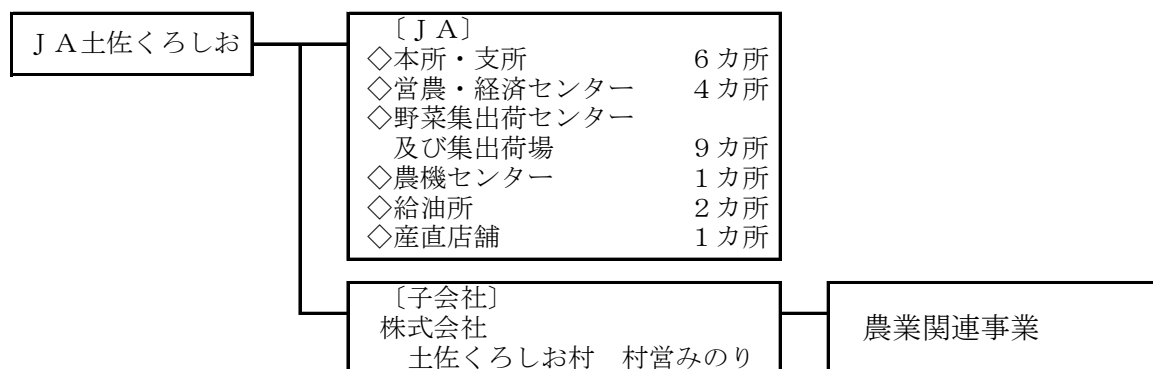 ＪＡ土佐くろしお
〔ＪＡ〕
◇本所・支所　６カ所
◇営農・経済センター　４カ所
◇野菜集出荷センター
及び集出荷場　９カ所
◇農機センター　１カ所
◇給油所　２カ所
◇産直店舗　１カ所
〔子会社〕
株式会社
土佐くろしお村　村営みのり
農業関連事業